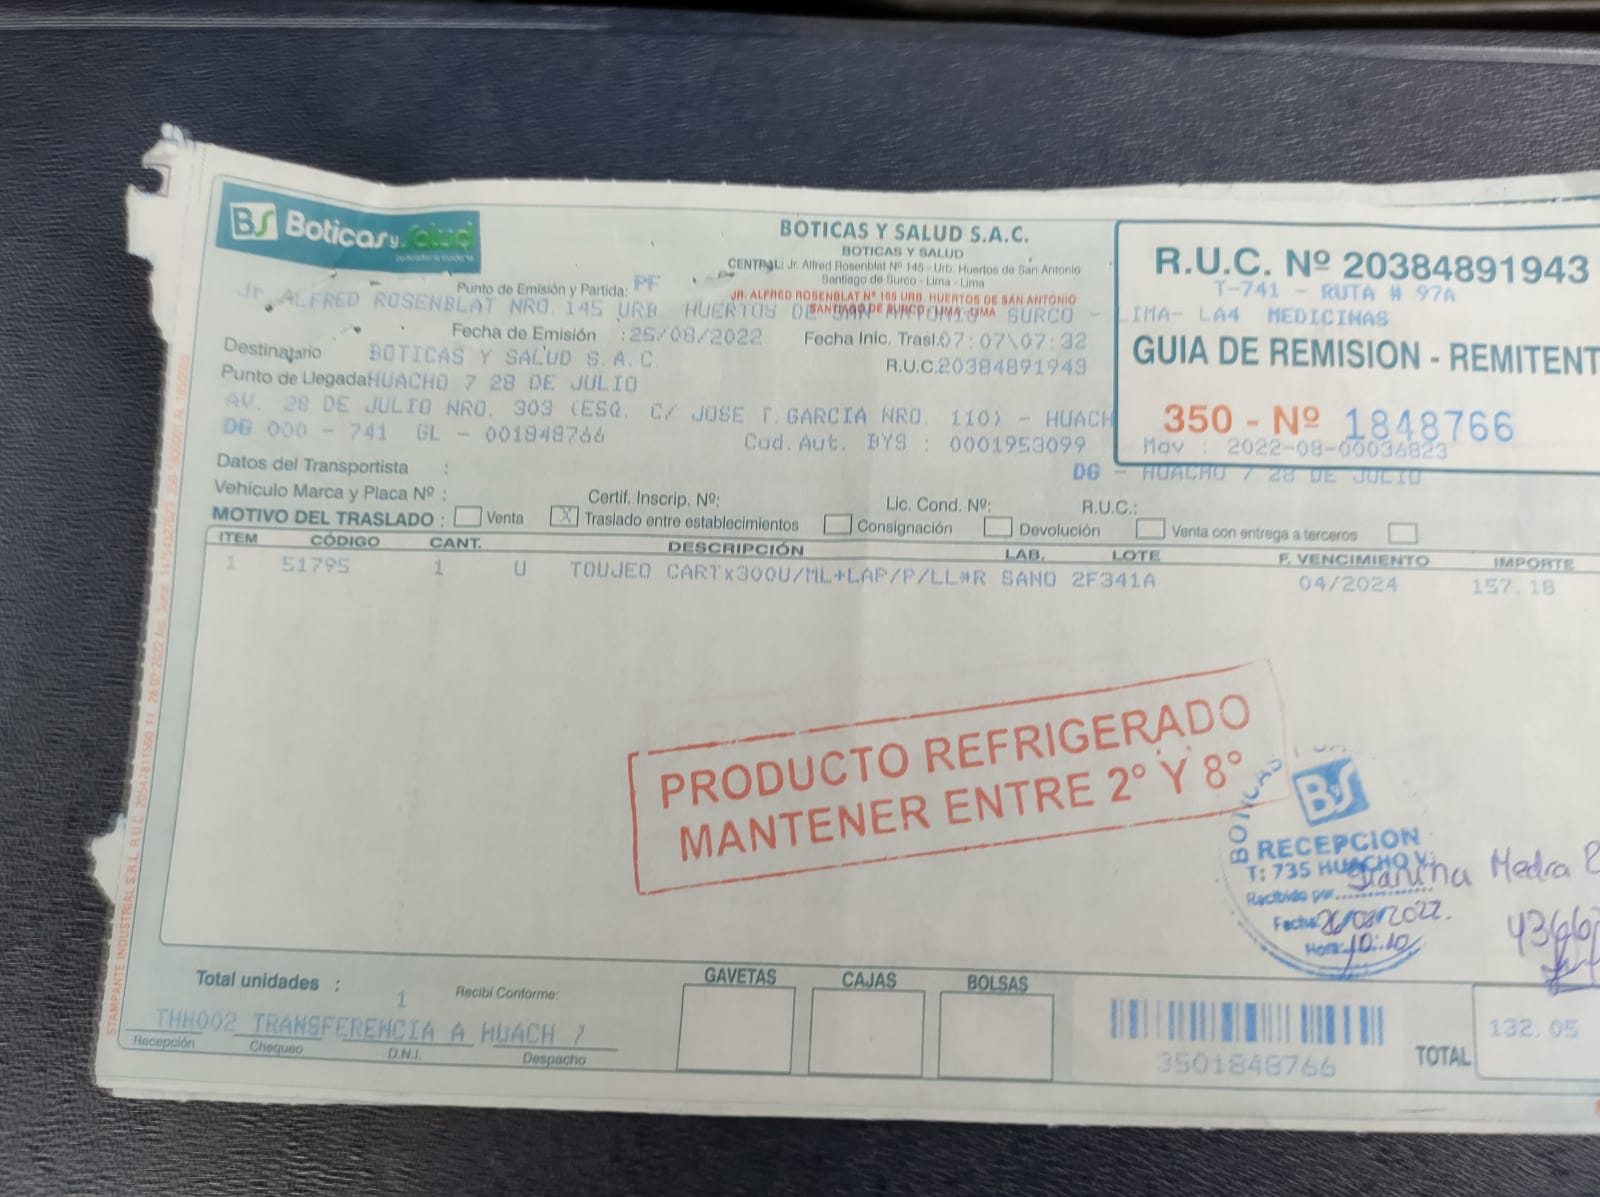 BS Boticas y Salud
BOTICAS Y SALUD S.A.C.
BOTICAS Y SALUD
CENTRAL: Jr. Alfred Rosenblat Nº 145 - Urb. Huertos de San Antonio
Santiago de Surco - Lima - Lima
JR. ALFRED ROSENBLAT Nº 165 URB. HUERTOS DE SAN ANTONIO
SANTIAGO DE SURCO - LIMA - LIMA
R.U.C. Nº 20384891943
T-741 - RUTA # 97A
Punto de Emisión y Partida: PF
Jr. ALFRED ROSENBLAT NRO. 145 URB. HUERTOS DE SAN ANTONIO SURCO - LIMA- LA4 MEDICINAS
GUIA DE REMISION - REMITENT
Fecha de Emisión : 25/08/2022 Fecha Inic. Trasl. 07:07\07:32
Destinatario BOTICAS Y SALUD S.A.C. R.U.C. 20384891943
Punto de Llegada HUACHO 7 28 DE JULIO
AV. 28 DE JULIO NRO. 303 (ESQ. C/ JOSE T.GARCIA NRO. 110) - HUACH
350 - Nº 1848766
DG 000 - 741 GL - 001848766 Cod.Aut. BYS : 0001953099
Mov : 2022-08-00036823
DG - HUACHO 7 28 DE JULIO
Datos del Transportista :
Vehículo Marca y Placa Nº : Certif. Inscrip. Nº: Lic. Cond. Nº: R.U.C.:
MOTIVO DEL TRASLADO : Venta X Traslado entre establecimientos Consignación Devolución Venta con entrega a terceros
ITEM CÓDIGO CANT. DESCRIPCIÓN LAB. LOTE F. VENCIMIENTO IMPORTE
1 51795 1 U TOUJEO CARTx300U/ML+LAP/P/LL*R SANO 2F341A 04/2024 157.18
PRODUCTO REFRIGERADO
MANTENER ENTRE 2° Y 8°
BOTICAS
BS
RECEPCION
T: 735 HUACHO
Recibido por
Medra
Fecha: 26/08/2022.
Hora: 10:10
Total unidades : 1 Recibí Conforme:
GAVETAS CAJAS BOLSAS
THH002 TRANSFERENCIA A HUACH 7
Recepción Chequeo D.N.I. Despacho
3501848766
TOTAL 132.05